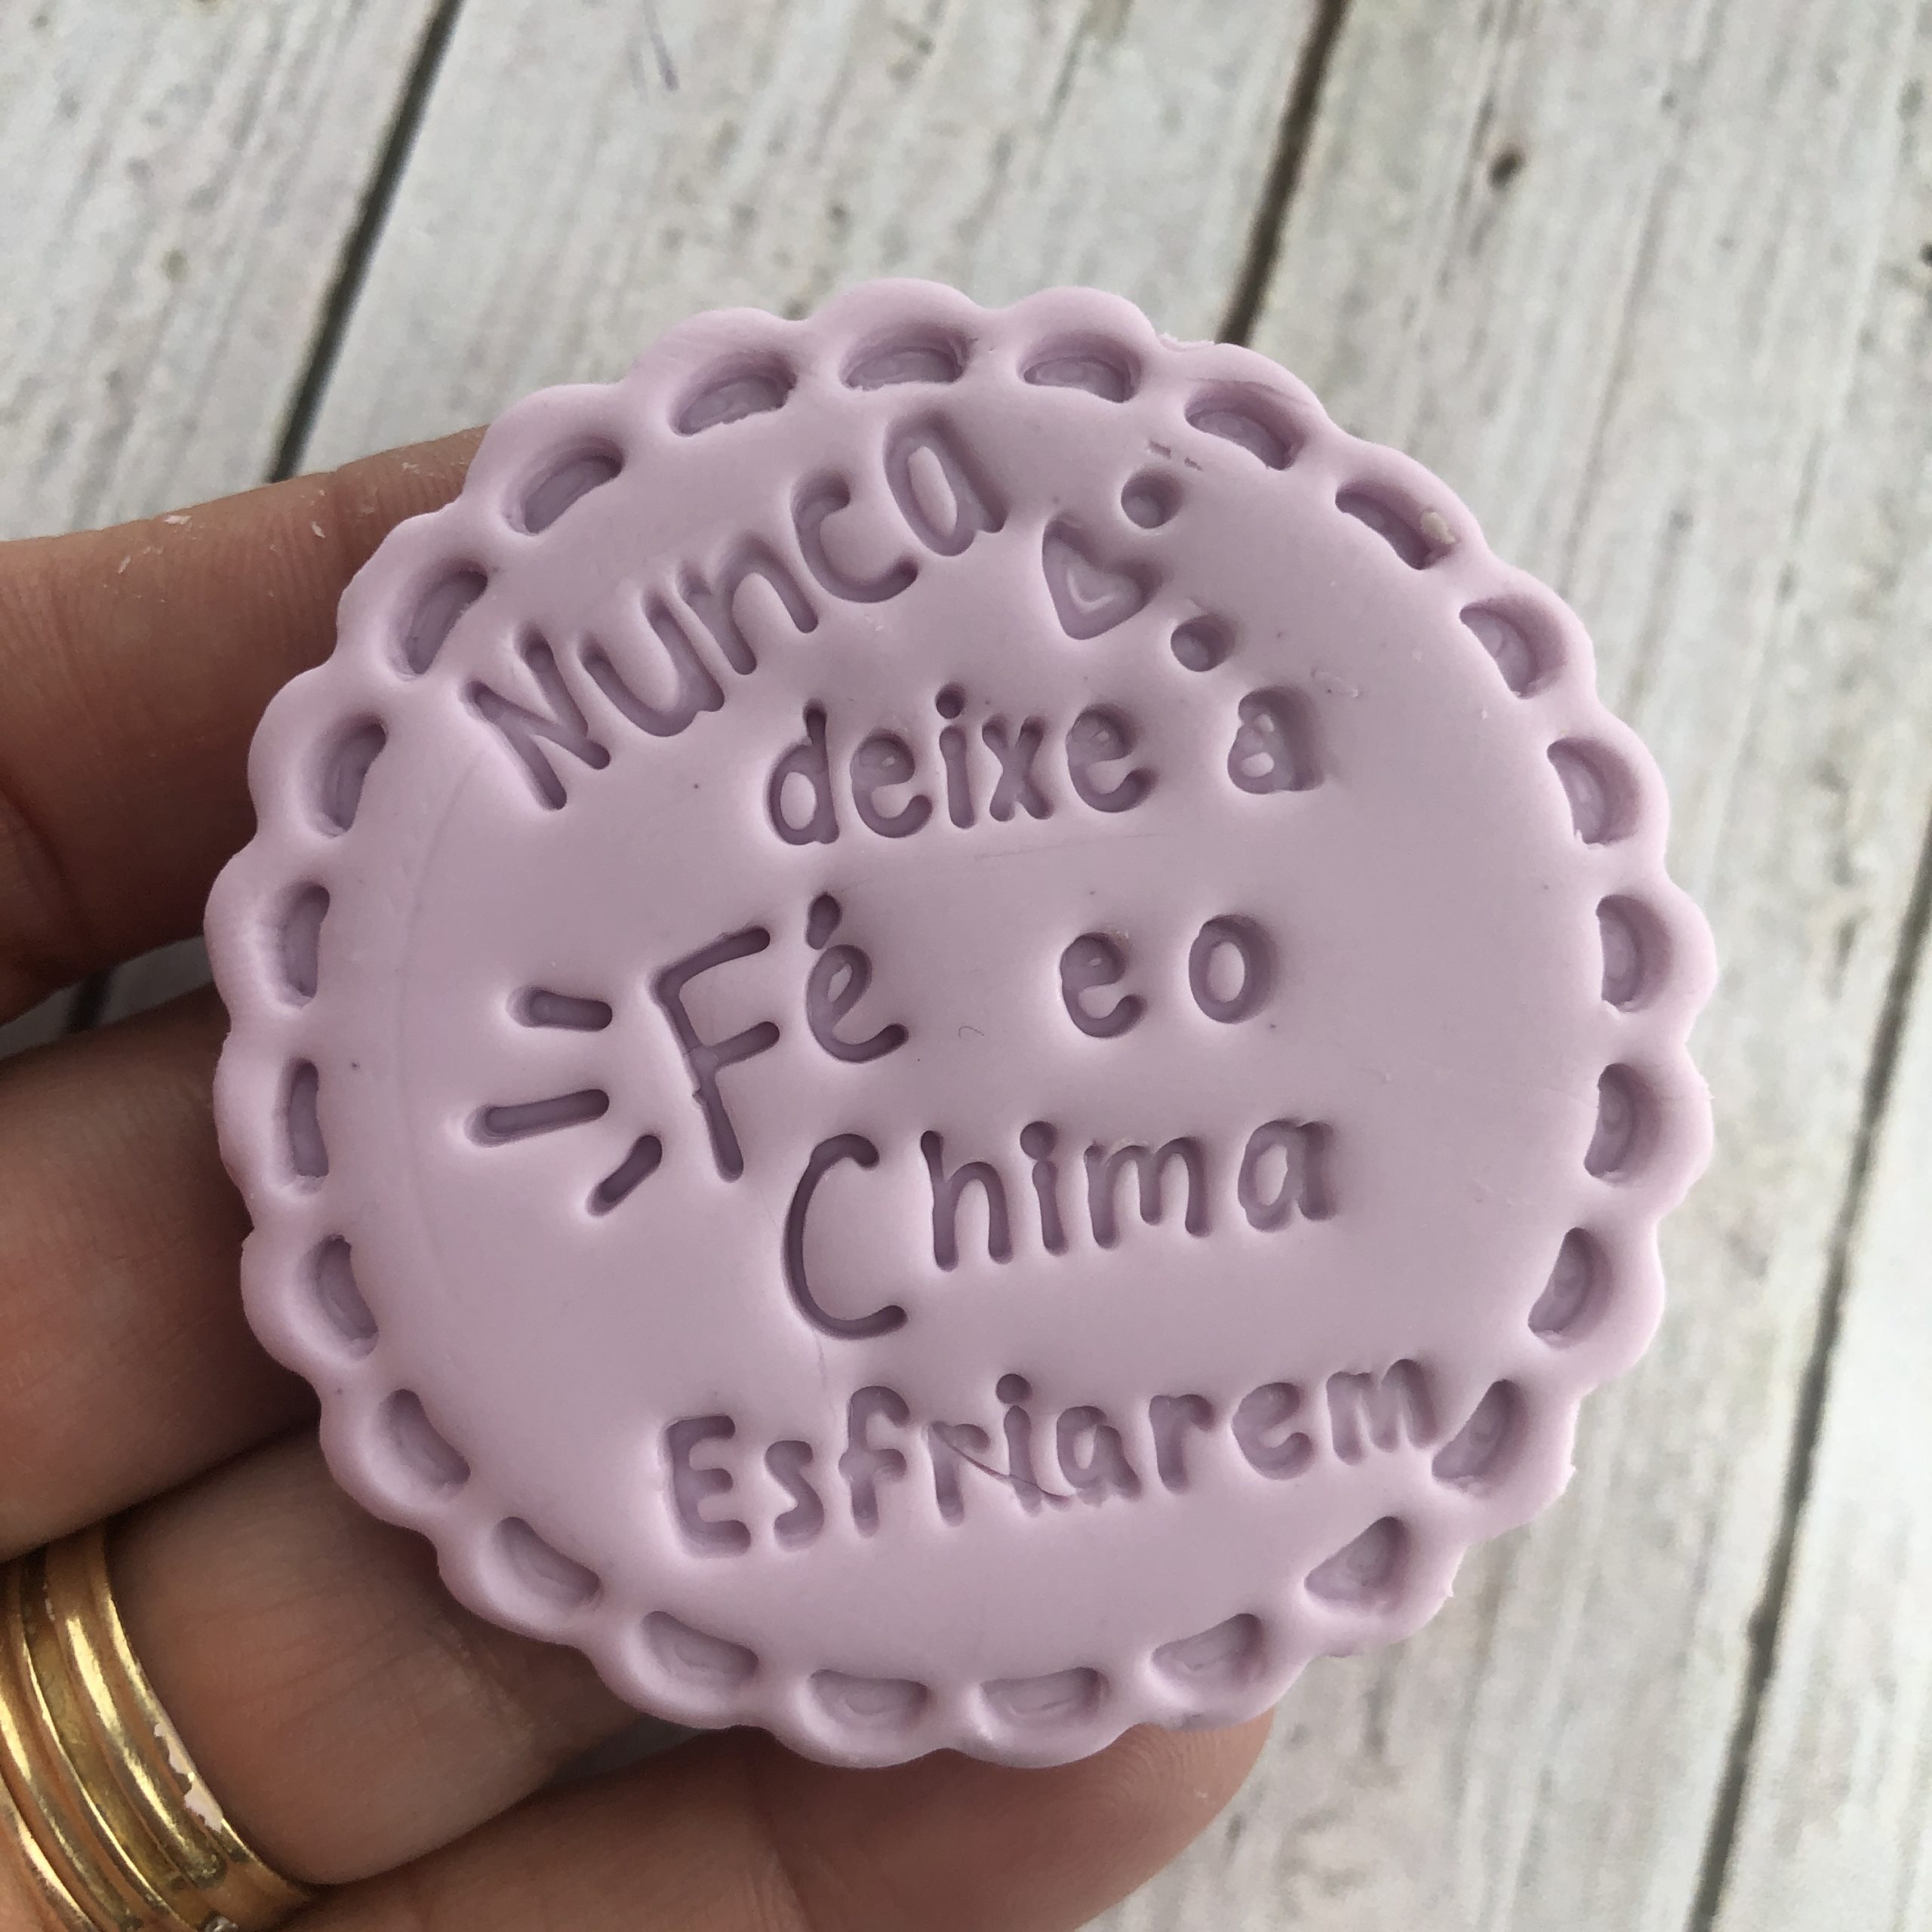 Nunca
deixe a
Fé e o
Chima
Esfriarem